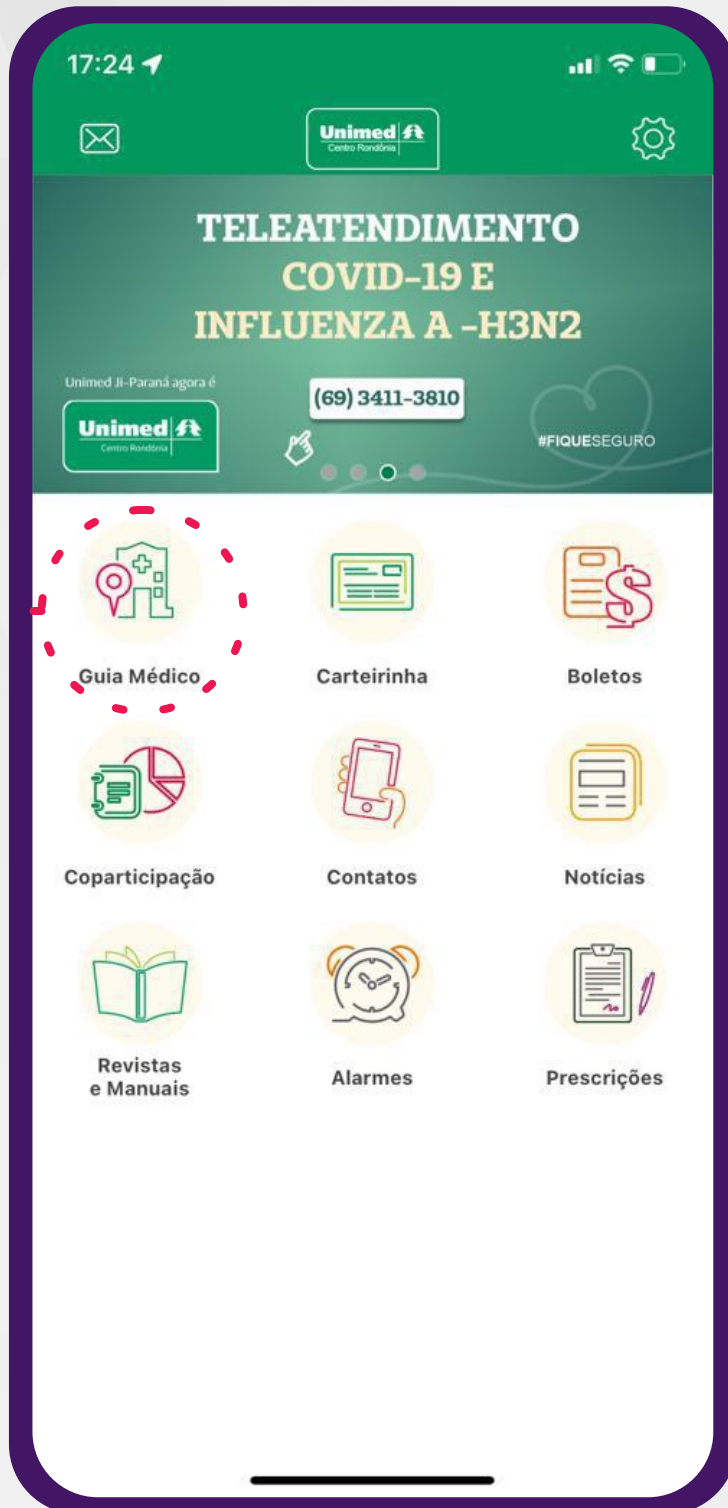 17:24
Unimed
Centro Rondônia
TELEATENDIMENTO
COVID-19 E
INFLUENZA A -H3N2
Unimed Ji-Paraná agora é
(69) 3411-3810
Unimed
Centro Rondônia
#FIQUESEGURO
Guia Médico
Carteirinha
Boletos
Coparticipação
Contatos
Notícias
Revistas
e Manuais
Alarmes
Prescrições